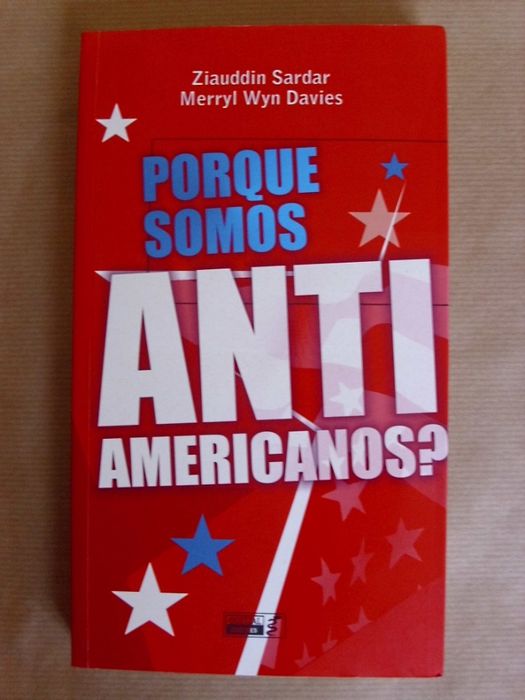 Ziauddin Sardar
Merryl Wyn Davies
PORQUE
SOMOS
ANTI
AMERICANOS?